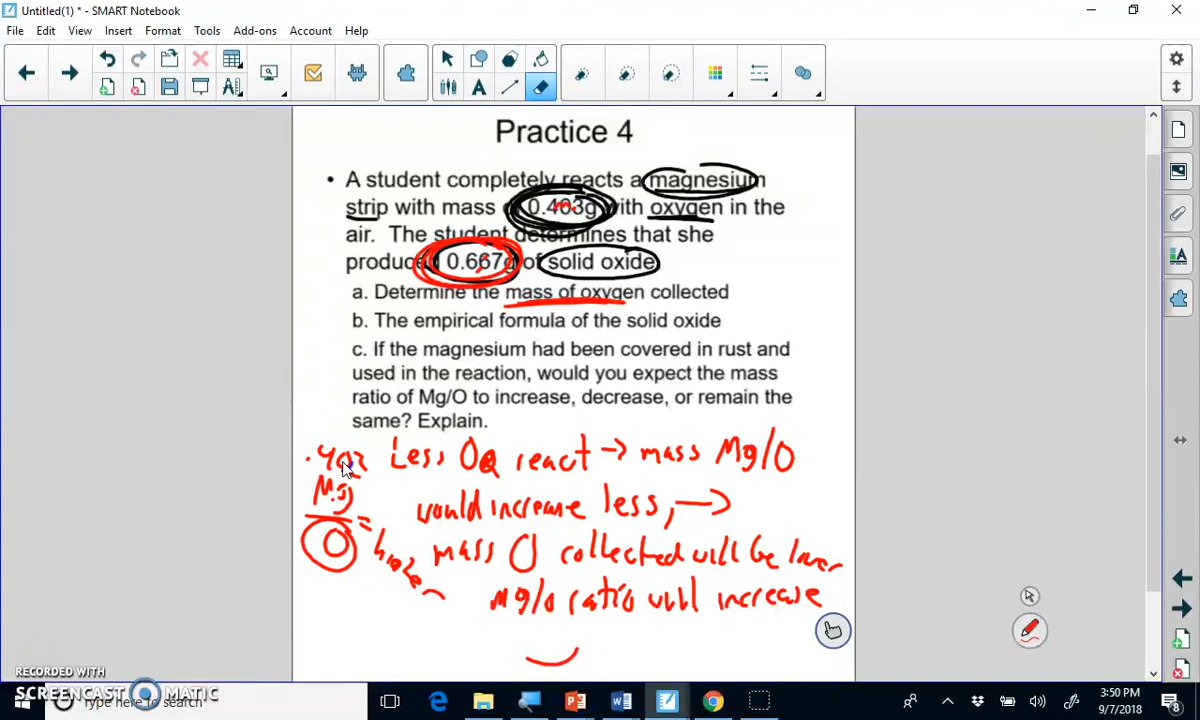 Untitled(1) * - SMART Notebook
File Edit View Insert Format Tools Add-ons Account Help
Practice 4
• A student completely reacts a magnesium
strip with mass of 0.403g with oxygen in the
air. The student determines that she
produced 0.667g of solid oxide
a. Determine the mass of oxygen collected
b. The empirical formula of the solid oxide
c. If the magnesium had been covered in rust and
used in the reaction, would you expect the mass
ratio of Mg/O to increase, decrease, or remain the
same? Explain.
Less O react → mass Mg/O
Mg
would increase less, →
O =
mass O collected will be lower
Mg/O ratio will increase
RECORDED WITH
SCREENCAST MATIC
Type here to search
3:50 PM
9/7/2018
8